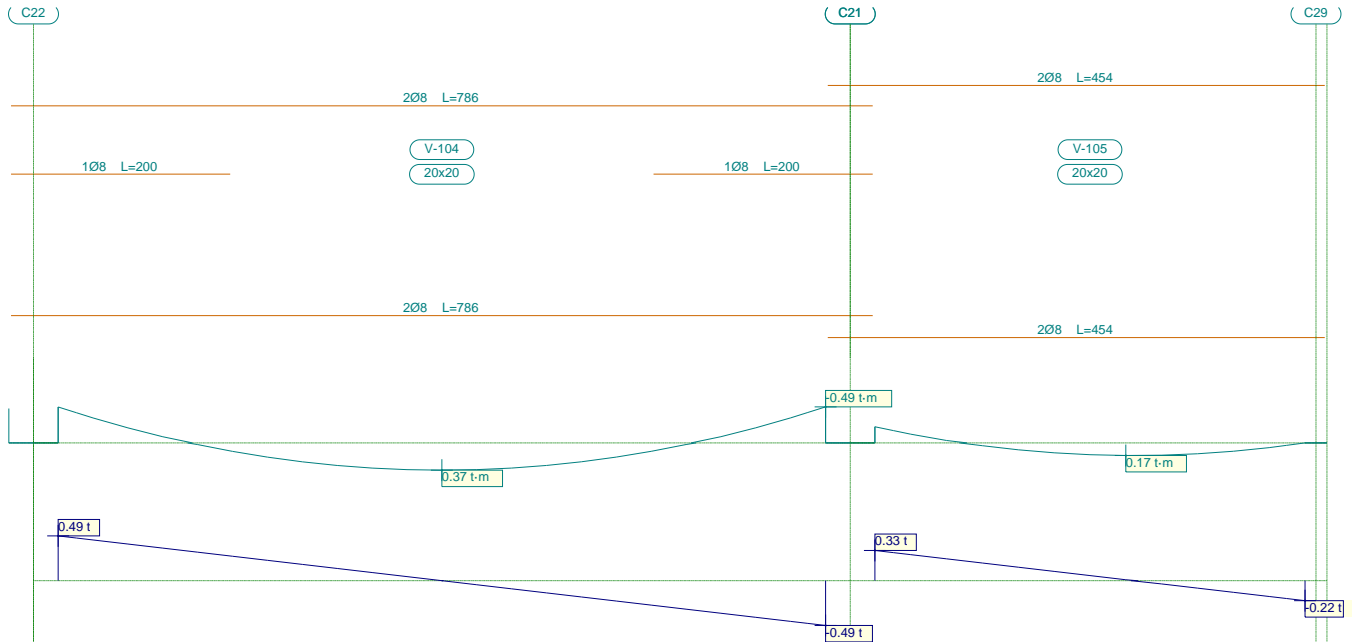 C22
C21
C29
2Ø8 L=454
2Ø8 L=786
V-104
V-105
1Ø8 L=200
20x20
1Ø8 L=200
20x20
2Ø8 L=786
2Ø8 L=454
-0.49 t·m
0.37 t·m
0.17 t·m
0.49 t
0.33 t
-0.22 t
-0.49 t